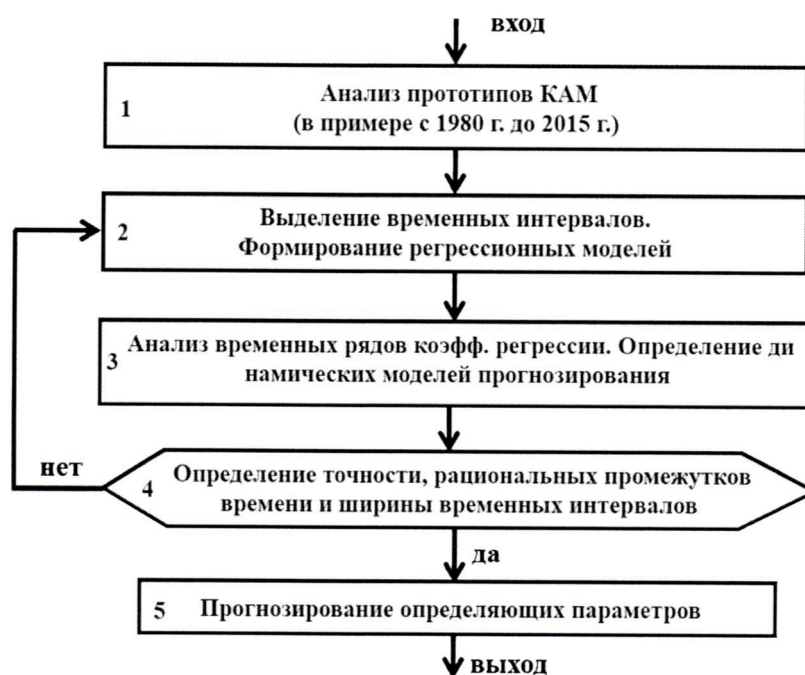 вход
1
Анализ прототипов КАМ
(в примере с 1980 г. до 2015 г.)
2
Выделение временных интервалов.
Формирование регрессионных моделей
3
Анализ временных рядов коэфф. регрессии. Определение ди
намических моделей прогнозирования
нет
4
Определение точности, рациональных промежутков
времени и ширины временных интервалов
да
5
Прогнозирование определяющих параметров
выход